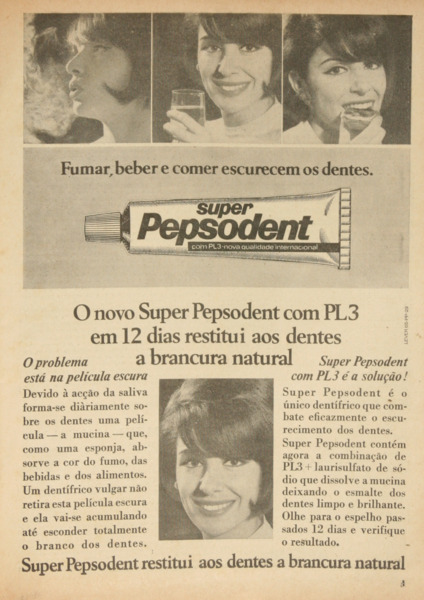 Fumar, beber e comer escurecem os dentes.
super
Pepsodent
com PL3-nova qualidade internacional
O novo Super Pepsodent com PL3
em 12 dias restitui aos dentes
a brancura natural
O problema
está na película escura
Devido à acção da saliva
forma-se diàriamente so-
bre os dentes uma pelí-
cula — a mucina — que,
como uma esponja, ab-
sorve a cor do fumo, das
bebidas e dos alimentos.
Um dentífrico vulgar não
retira esta película escura
e ela vai-se acumulando
até esconder totalmente
o branco dos dentes.
Super Pepsodent
com PL3 é a solução!
Super Pepsodent é o
único dentífrico que com-
bate eficazmente o escu-
recimento dos dentes.
Super Pepsodent contém
agora a combinação de
PL3 + laurisulfato de só-
dio que dissolve a mucina
deixando o esmalte dos
dentes limpo e brilhante.
Olhe para o espelho pas-
sados 12 dias e verifique
o resultado.
Super Pepsodent restitui aos dentes a brancura natural